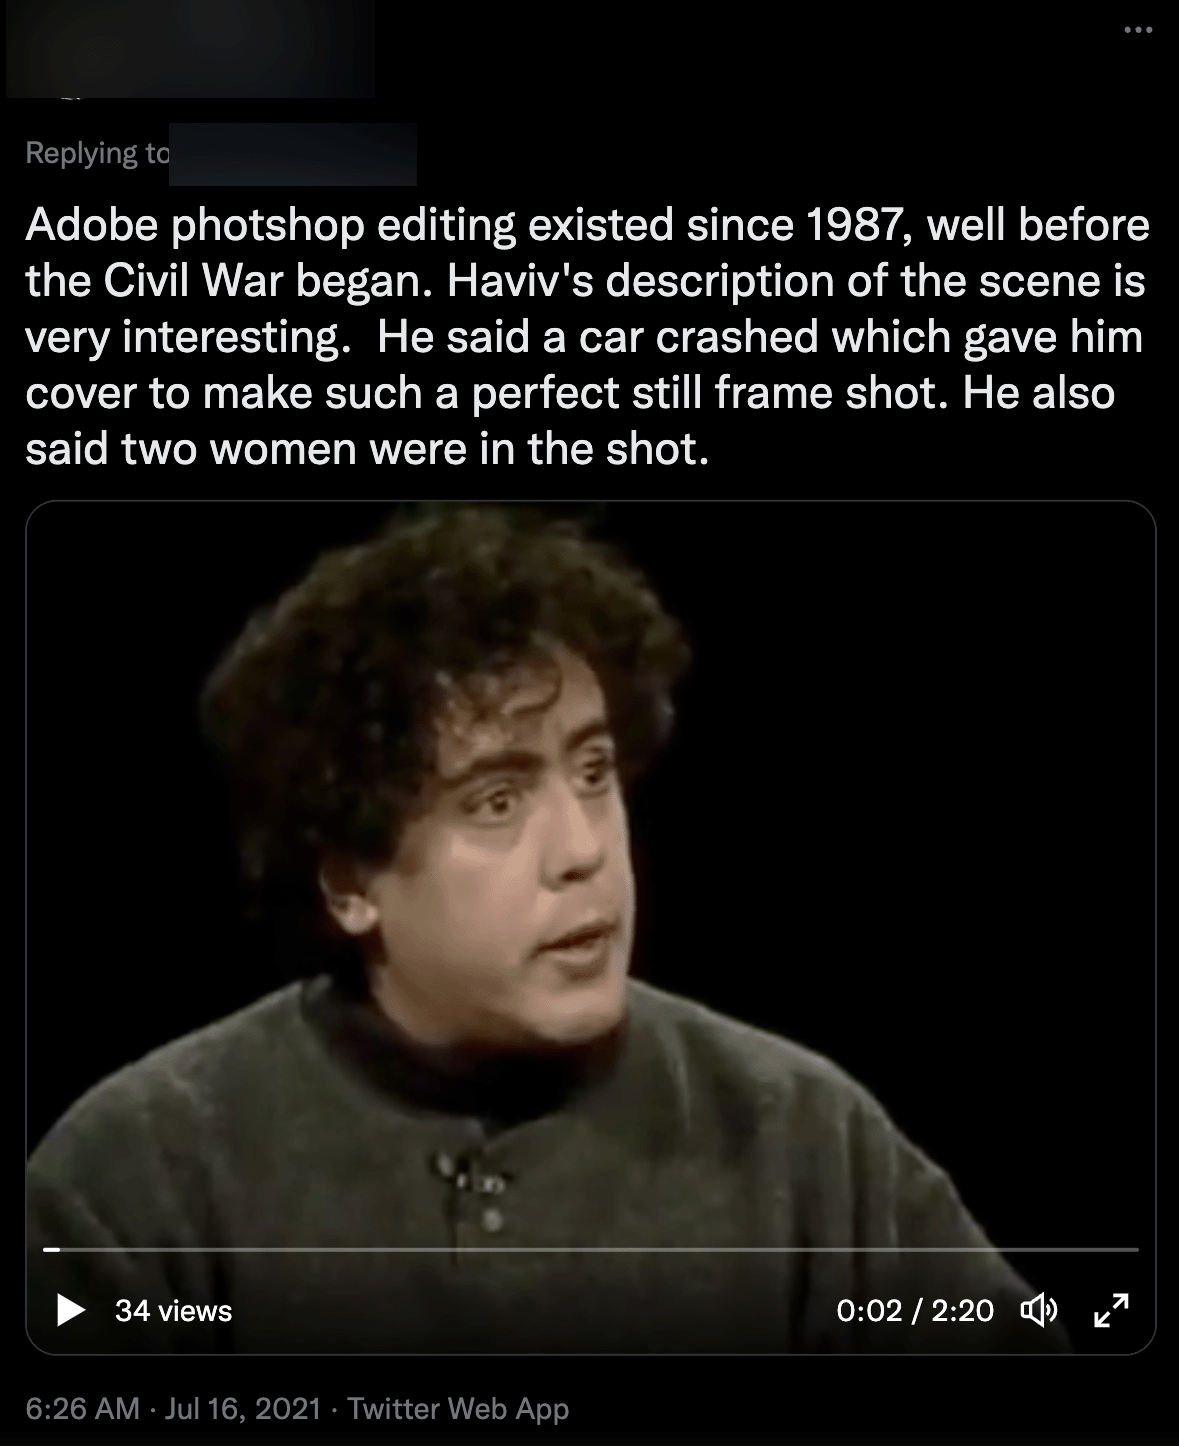 Replying to
Adobe photshop editing existed since 1987, well before
the Civil War began. Haviv's description of the scene is
very interesting.  He said a car crashed which gave him
cover to make such a perfect still frame shot. He also
said two women were in the shot.
34 views
0:02 / 2:20
6:26 AM · Jul 16, 2021 · Twitter Web App